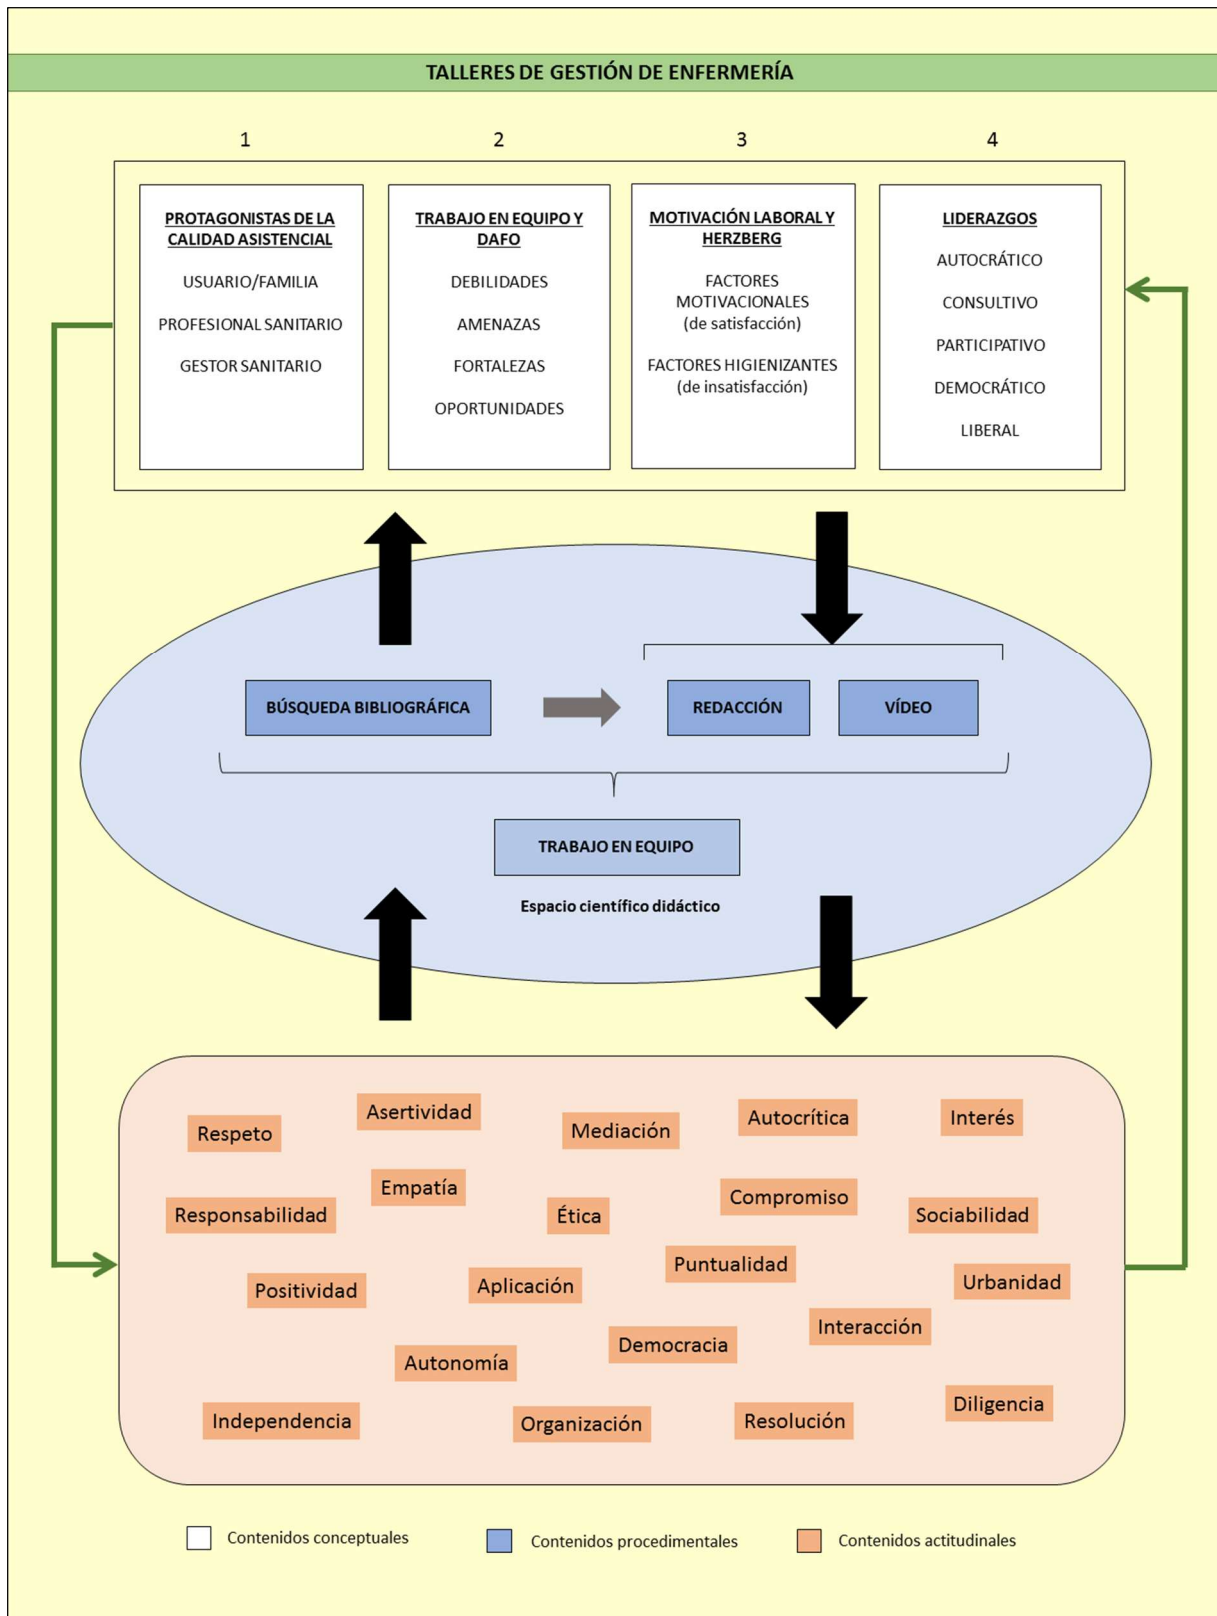 TALLERES DE GESTIÓN DE ENFERMERÍA
1
2
3
4
PROTAGONISTAS DE LA
CALIDAD ASISTENCIAL
USUARIO/FAMILIA
PROFESIONAL SANITARIO
GESTOR SANITARIO
TRABAJO EN EQUIPO Y
DAFO
DEBILIDADES
AMENAZAS
FORTALEZAS
OPORTUNIDADES
MOTIVACIÓN LABORAL Y
HERZBERG
FACTORES
MOTIVACIONALES
(de satisfacción)
FACTORES HIGIENIZANTES
(de insatisfacción)
LIDERAZGOS
AUTOCRÁTICO
CONSULTIVO
PARTICIPATIVO
DEMOCRÁTICO
LIBERAL
BÚSQUEDA BIBLIOGRÁFICA
REDACCIÓN
VÍDEO
TRABAJO EN EQUIPO
Espacio científico didáctico
Respeto
Asertividad
Mediación
Autocrítica
Interés
Responsabilidad
Empatía
Ética
Compromiso
Sociabilidad
Positividad
Aplicación
Puntualidad
Urbanidad
Autonomía
Democracia
Interacción
Independencia
Organización
Resolución
Diligencia
Contenidos conceptuales
Contenidos procedimentales
Contenidos actitudinales